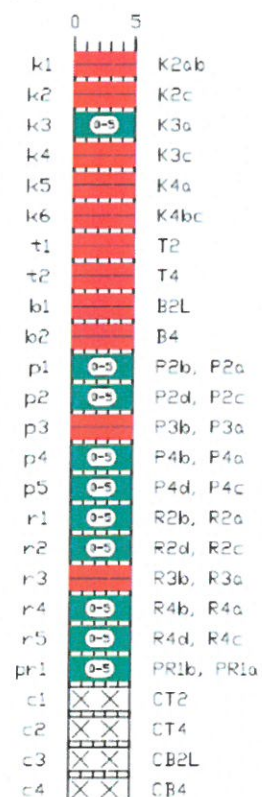 0 5
k1 K2ab
k2 K2c
k3 0-5 K3a
k4 K3c
k5 K4a
k6 K4bc
t1 T2
t2 T4
b1 B2L
b2 B4
p1 0-5 P2b, P2a
p2 0-5 P2d, P2c
p3 P3b, P3a
p4 0-5 P4b, P4a
p5 0-5 P4d, P4c
r1 0-5 R2b, R2a
r2 0-5 R2d, R2c
r3 R3b, R3a
r4 0-5 R4b, R4a
r5 0-5 R4d, R4c
pr1 0-5 PR1b, PR1a
c1 CT2
c2 CT4
c3 CB2L
c4 CB4